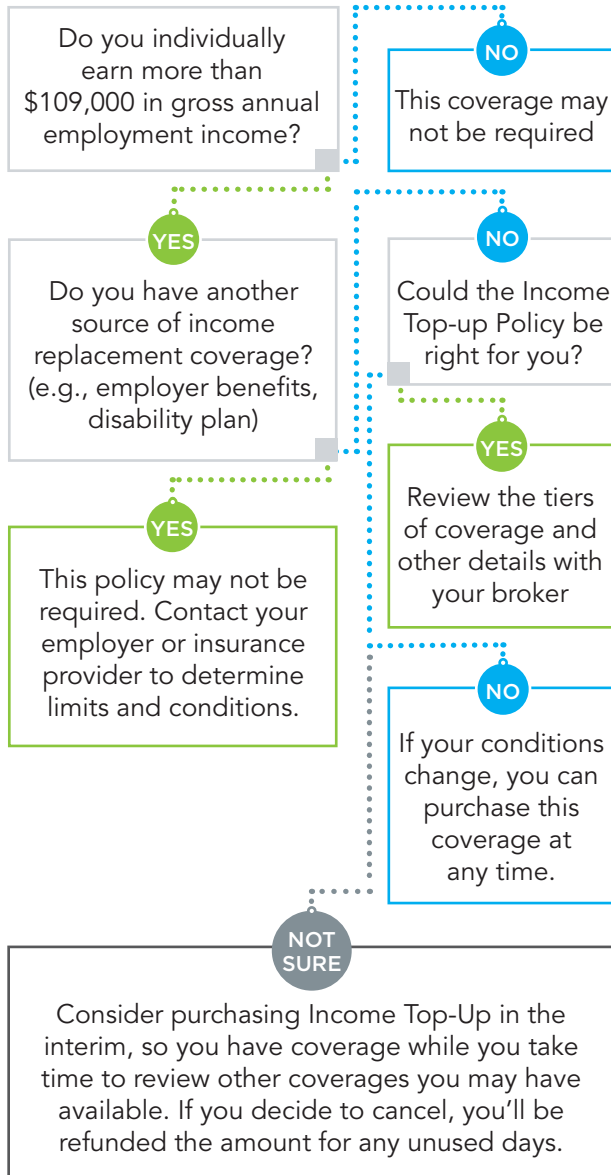 Do you individually
earn more than
$109,000 in gross annual
employment income?
NO
This coverage may
not be required
YES
Do you have another
source of income
replacement coverage?
(e.g., employer benefits,
disability plan)
NO
Could the Income
Top-up Policy be
right for you?
YES
This policy may not be
required. Contact your
employer or insurance
provider to determine
limits and conditions.
YES
Review the tiers
of coverage and
other details with
your broker
NO
If your conditions
change, you can
purchase this
coverage at
any time.
NOT
SURE
Consider purchasing Income Top-Up in the
interim, so you have coverage while you take
time to review other coverages you may have
available. If you decide to cancel, you’ll be
refunded the amount for any unused days.